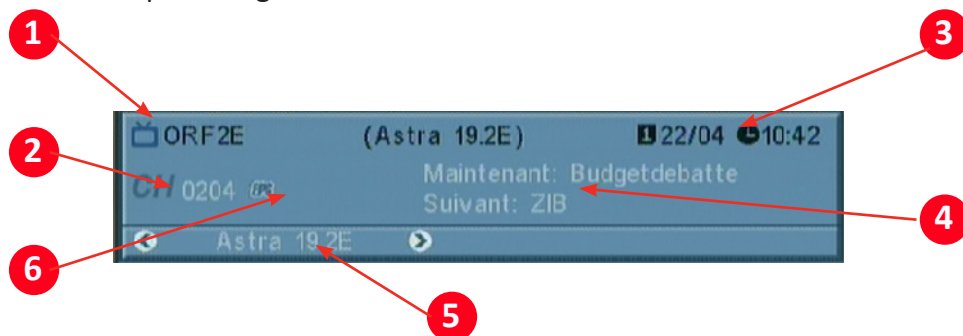 1
3
ORF2E (Astra 19.2E) 1 22/04 10:42
2
CH 0204 Maintenant: Budgetdebatte
Suivant: ZIB
4
Astra 19.2E
6
5